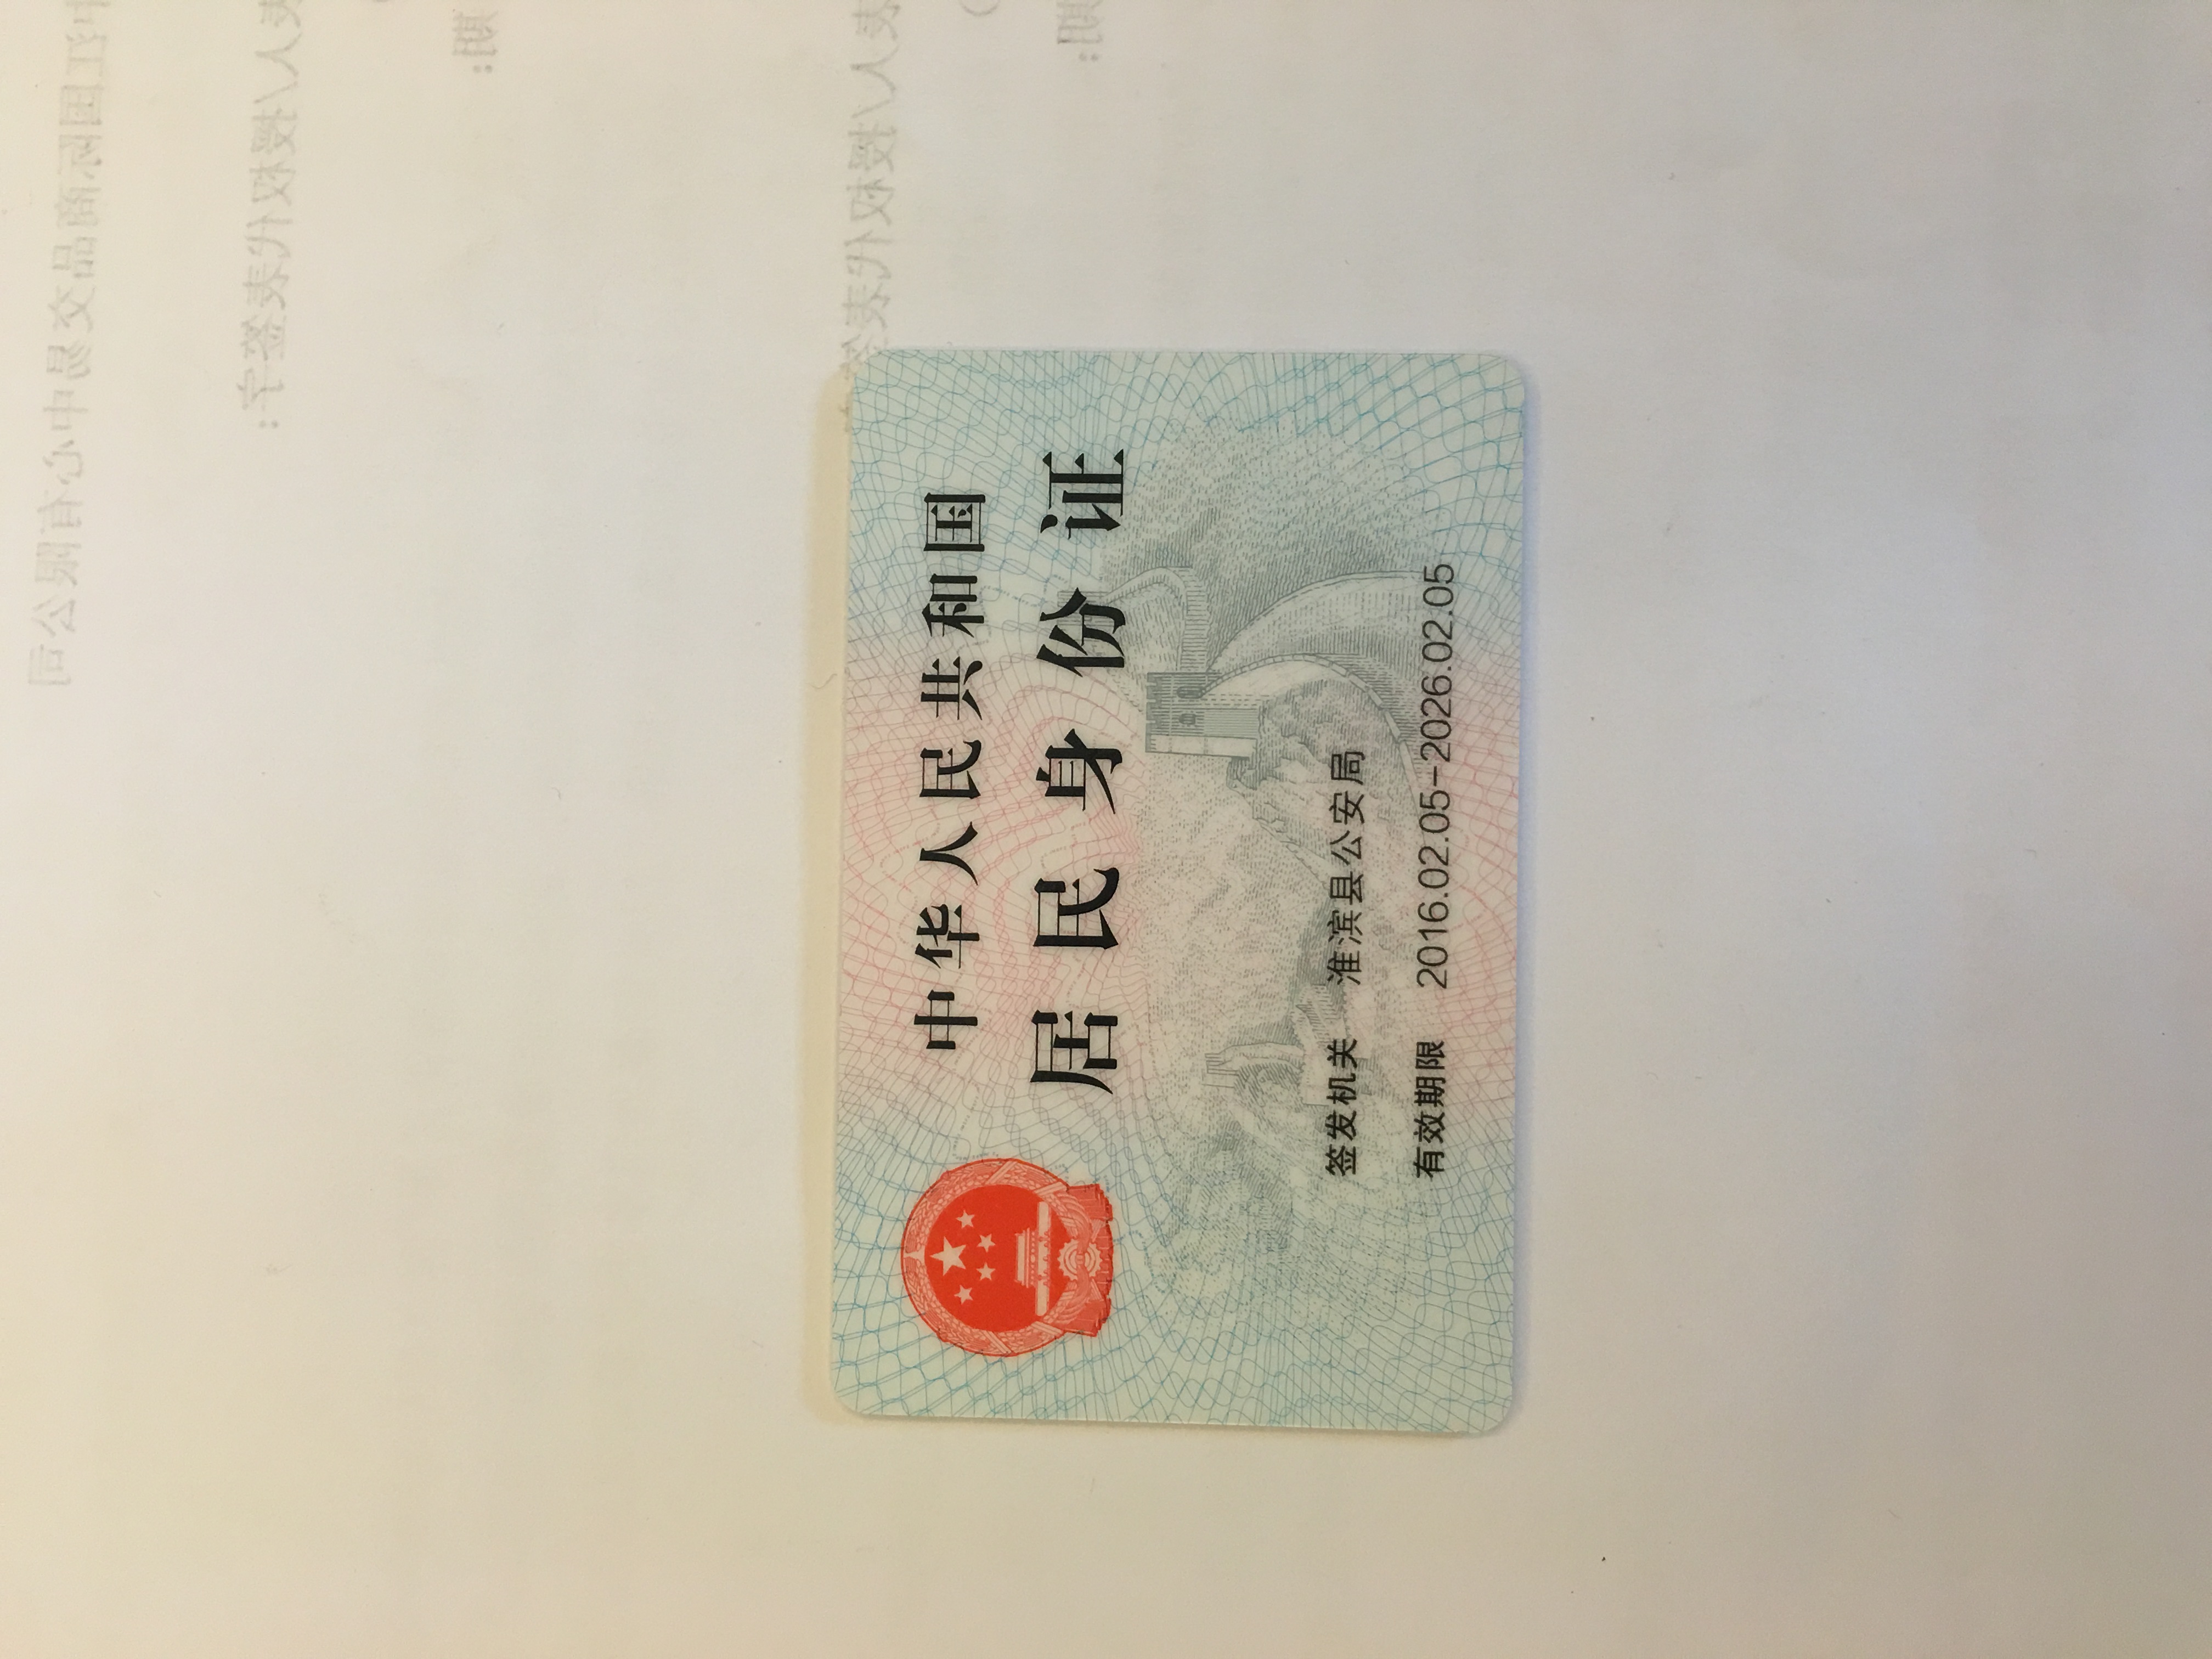 中江国际商品交易中心有限公司
表人/授权代表签字：
期：
中华人民共和国
居民身份证
表人/授权代表签
期：
签发机关 淮滨县公安局
有效期限 2016.02.05-2026.02.05